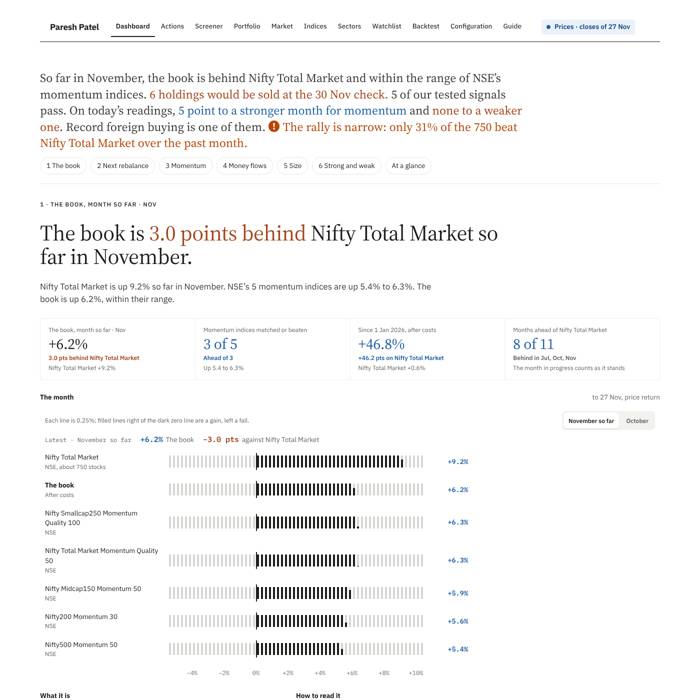 Paresh Patel Dashboard Actions Screener Portfolio Market Indices Sectors Watchlist Backtest Configuration Guide Prices · closes of 27 Nov
So far in November, the book is behind Nifty Total Market and within the range of NSE's
momentum indices. 6 holdings would be sold at the 30 Nov check. 5 of our tested signals
pass. On today's readings, 5 point to a stronger month for momentum and none to a weaker
one. Record foreign buying is one of them. ! The rally is narrow: only 31% of the 750 beat
Nifty Total Market over the past month.
1 The book 2 Next rebalance 3 Momentum 4 Money flows 5 Size 6 Strong and weak At a glance
1 · THE BOOK, MONTH SO FAR · NOV
The book is 3.0 points behind Nifty Total Market so
far in November.
Nifty Total Market is up 9.2% so far in November. NSE's 5 momentum indices are up 5.4% to 6.3%. The
book is up 6.2%, within their range.
The book, month so far · Nov
+6.2%
3.0 pts behind Nifty Total Market
Nifty Total Market +9.2%
Momentum indices matched or beaten
3 of 5
Ahead of 3
Up 5.4 to 6.3%
Since 1 Jan 2026, after costs
+46.8%
+46.2 pts on Nifty Total Market
Nifty Total Market +0.6%
Months ahead of Nifty Total Market
8 of 11
Behind in Jul, Oct, Nov
The month in progress counts as it stands
The month to 27 Nov, price return
Each line is 0.25%; filled lines right of the dark zero line are a gain, left a fall. November so far October
Latest · November so far +6.2% The book −3.0 pts against Nifty Total Market
Nifty Total Market
NSE, about 750 stocks
+9.2%
The book
After costs
+6.2%
Nifty Smallcap250 Momentum
Quality 100
NSE
+6.3%
Nifty Total Market Momentum Quality
50
NSE
+6.3%
Nifty Midcap150 Momentum 50
NSE
+5.9%
Nifty200 Momentum 30
NSE
+5.6%
Nifty500 Momentum 50
NSE
+5.4%
−4% −2% 0% +2% +4% +6% +8% +10%
What it is How to read it